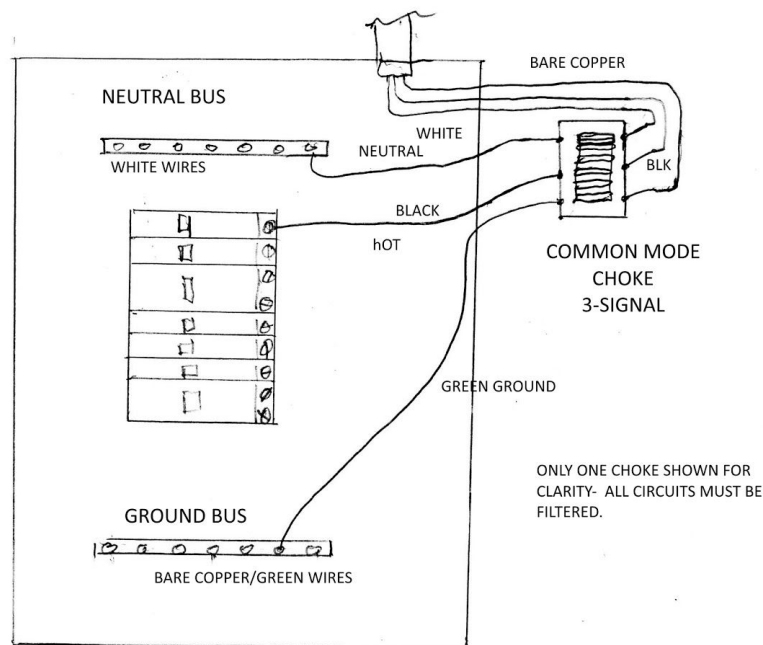 BARE COPPER
NEUTRAL BUS
WHITE
NEUTRAL
WHITE WIRES
BLK
BLACK
hOT
COMMON MODE
CHOKE
3-SIGNAL
GREEN GROUND
ONLY ONE CHOKE SHOWN FOR
CLARITY- ALL CIRCUITS MUST BE
FILTERED.
GROUND BUS
BARE COPPER/GREEN WIRES